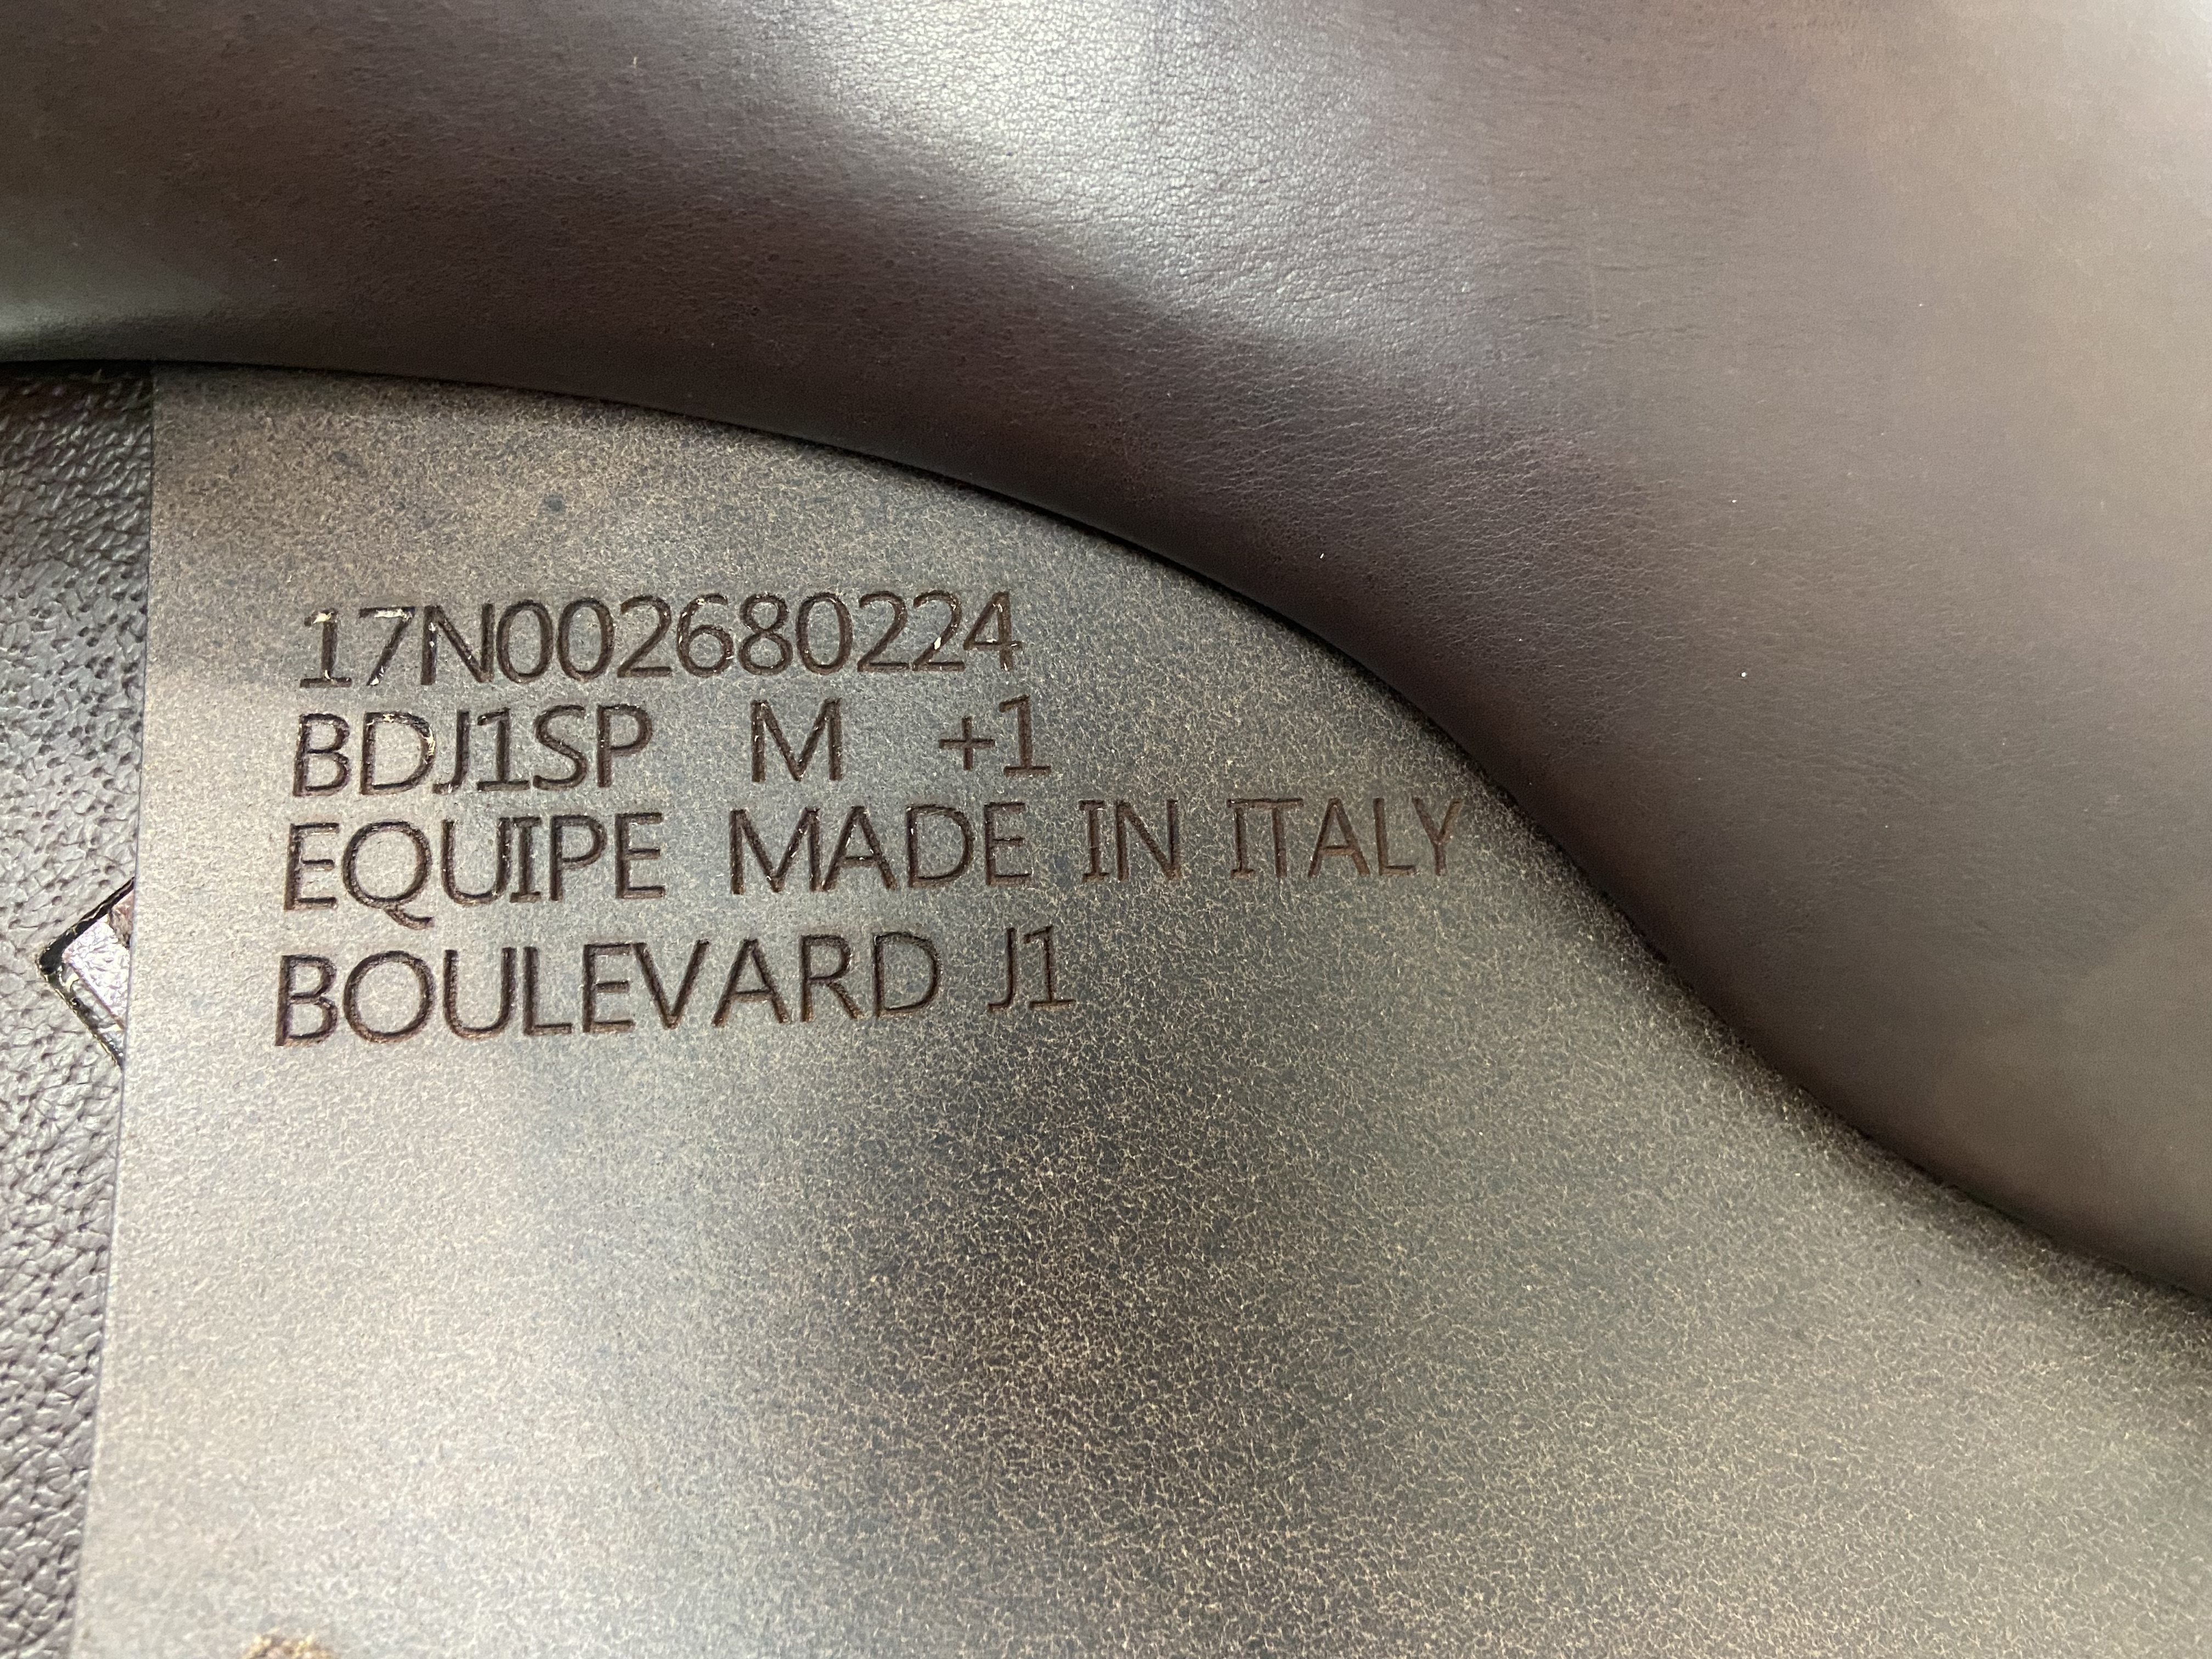 17N002680224
BDJ1SP M +1
EQUIPE MADE IN ITALY
BOULEVARD J1